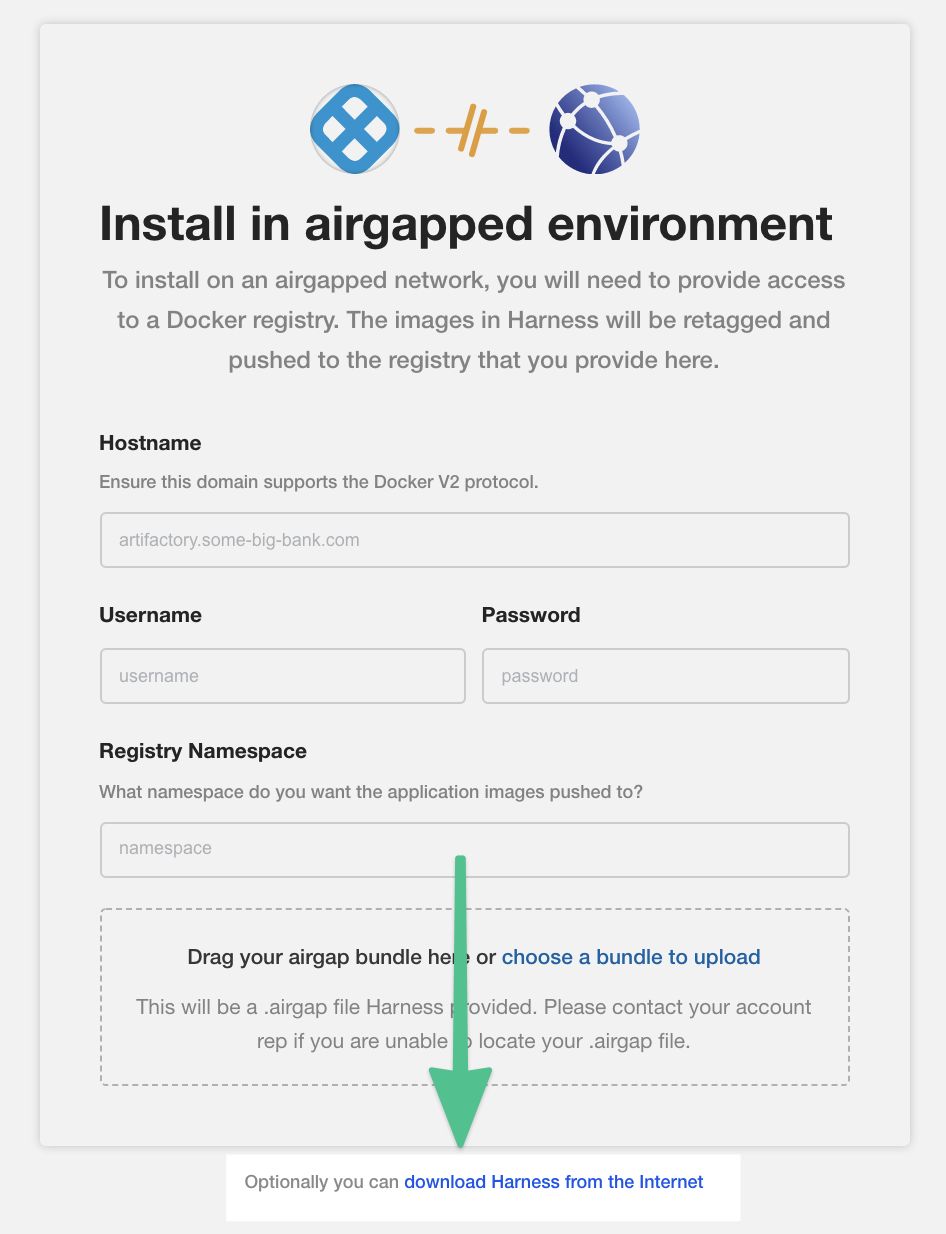 Install in airgapped environment
To install on an airgapped network, you will need to provide access
to a Docker registry. The images in Harness will be retagged and
pushed to the registry that you provide here.
Hostname
Ensure this domain supports the Docker V2 protocol.
artifactory.some-big-bank.com
Username
Password
username
password
Registry Namespace
What namespace do you want the application images pushed to?
namespace
Drag your airgap bundle here or choose a bundle to upload
This will be a .airgap file Harness provided. Please contact your account
rep if you are unable to locate your .airgap file.
Optionally you can download Harness from the Internet